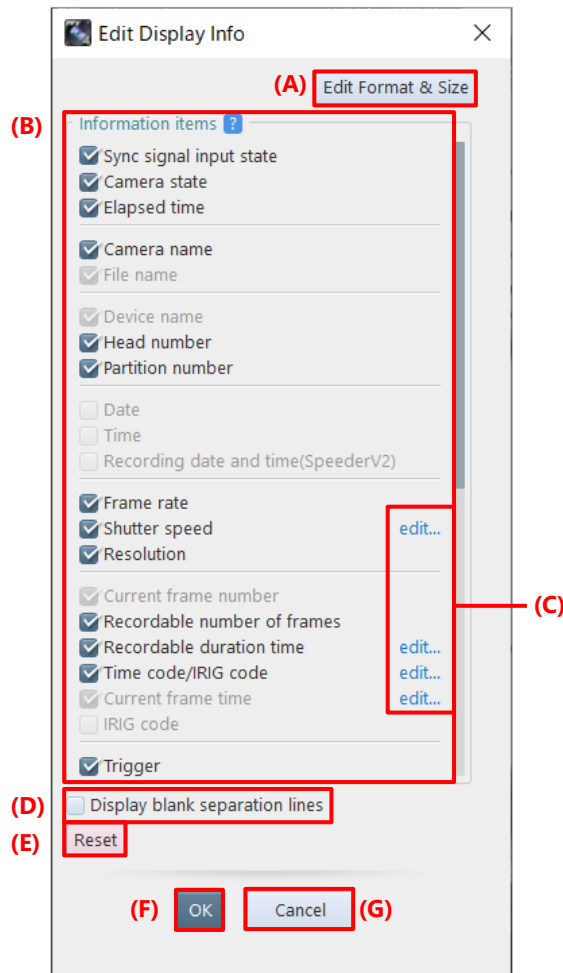 Edit Display Info
(A) Edit Format & Size
(B) Information items ?
Sync signal input state
Camera state
Elapsed time
Camera name
File name
Device name
Head number
Partition number
Date
Time
Recording date and time(SpeederV2)
Frame rate
Shutter speed edit...
Resolution
Current frame number
(C)
Recordable number of frames
Recordable duration time edit...
Time code/IRIG code edit...
Current frame time edit...
IRIG code
Trigger
(D) Display blank separation lines
(E) Reset
(F) OK Cancel (G)